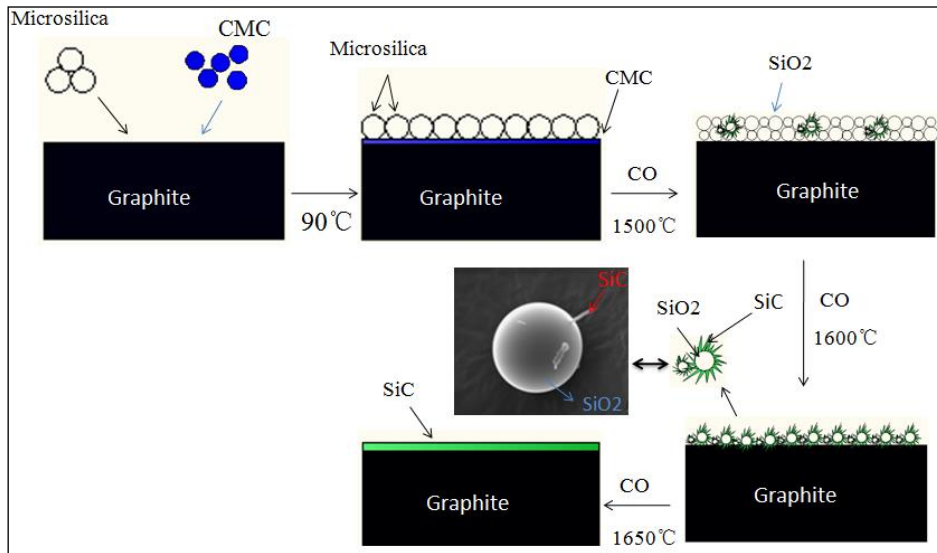 Microsilica
CMC
Graphite
90℃
Microsilica
CMC
Graphite
CO
1500℃
SiO2
Graphite
CO
1600℃
SiC
SiO2
SiO2
SiC
Graphite
CO
1650℃
SiC
Graphite